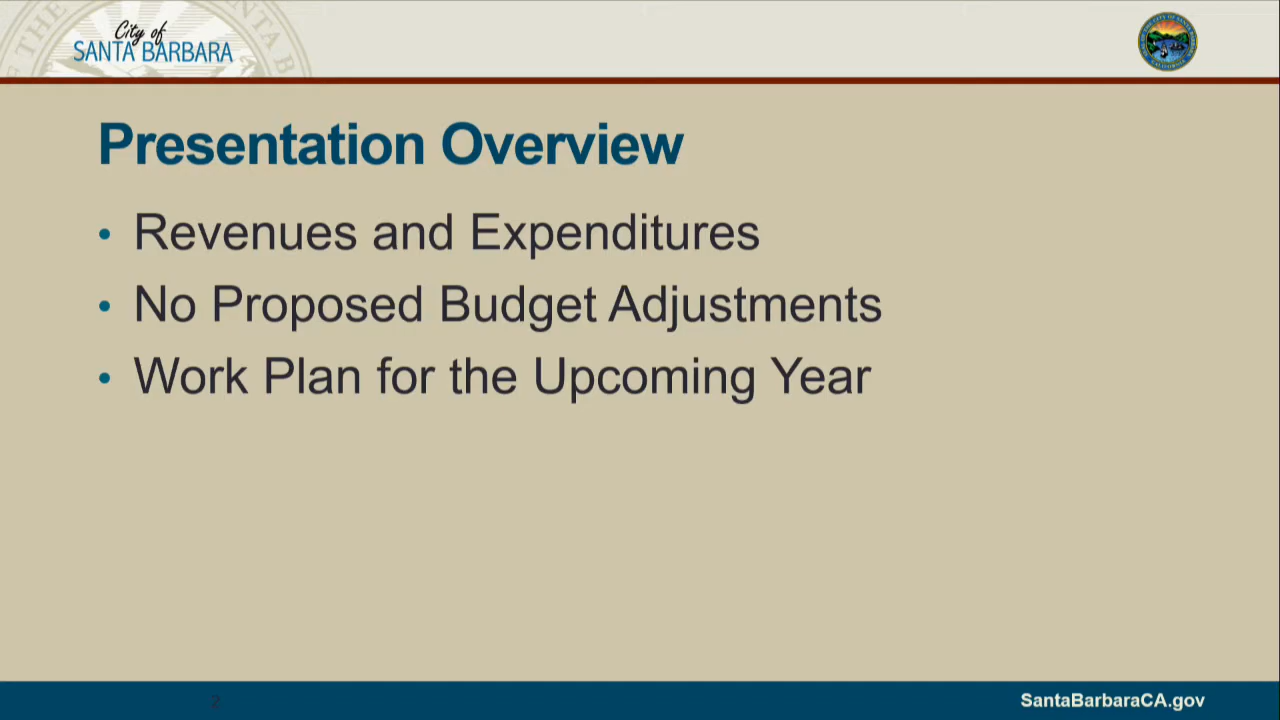 City of
SANTA BARBARA
Presentation Overview
• Revenues and Expenditures
• No Proposed Budget Adjustments
• Work Plan for the Upcoming Year
2
SantaBarbaraCA.gov